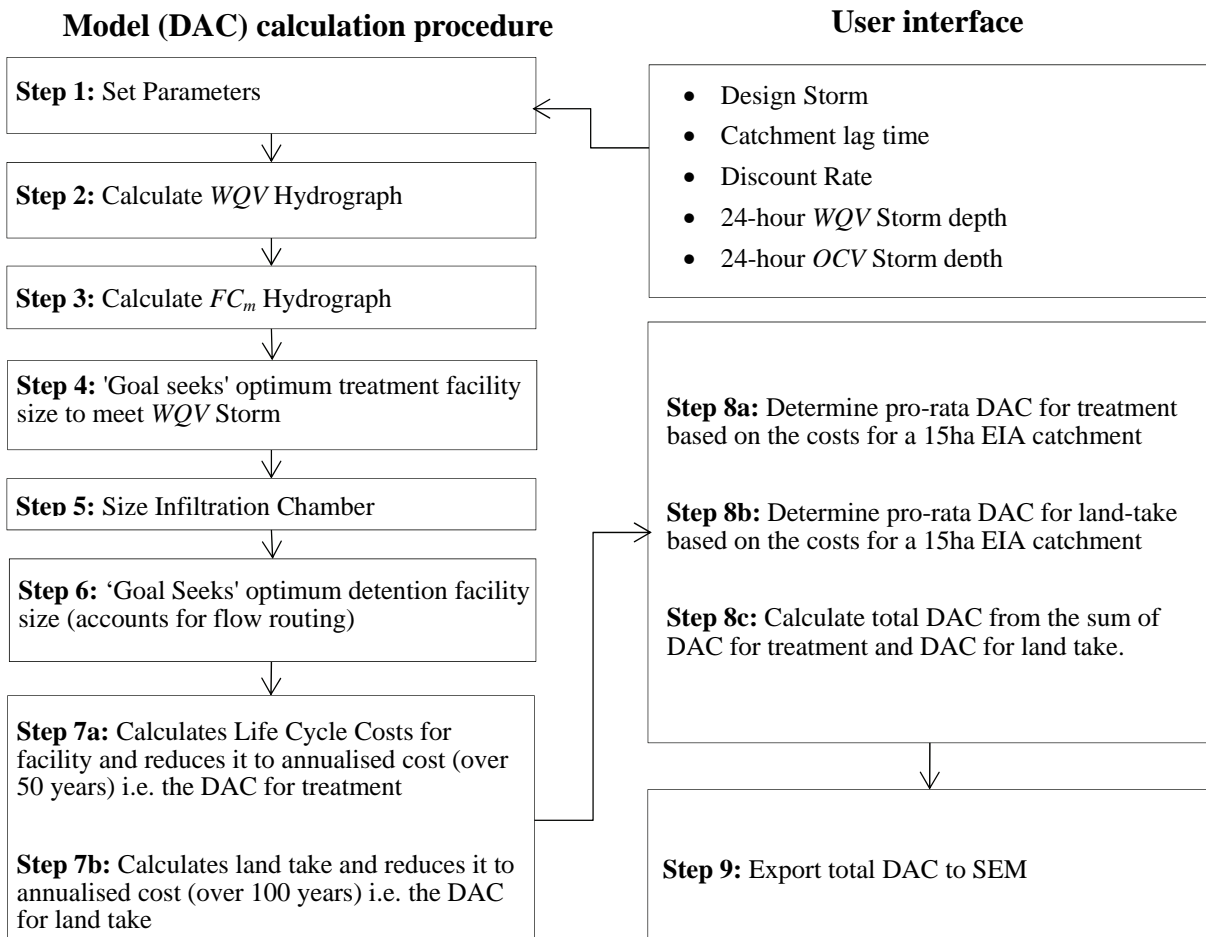 Model (DAC) calculation procedure
Step 1: Set Parameters
Step 2: Calculate WQV Hydrograph
Step 3: Calculate FCm Hydrograph
Step 4: 'Goal seeks' optimum treatment facility
size to meet WQV Storm
Step 5: Size Infiltration Chamber
Step 6: ‘Goal Seeks' optimum detention facility
size (accounts for flow routing)
Step 7a: Calculates Life Cycle Costs for
facility and reduces it to annualised cost (over
50 years) i.e. the DAC for treatment
Step 7b: Calculates land take and reduces it to
annualised cost (over 100 years) i.e. the DAC
for land take
User interface
• Design Storm
• Catchment lag time
• Discount Rate
• 24-hour WQV Storm depth
• 24-hour OCV Storm depth
Step 8a: Determine pro-rata DAC for treatment
based on the costs for a 15ha EIA catchment
Step 8b: Determine pro-rata DAC for land-take
based on the costs for a 15ha EIA catchment
Step 8c: Calculate total DAC from the sum of
DAC for treatment and DAC for land take.
Step 9: Export total DAC to SEM